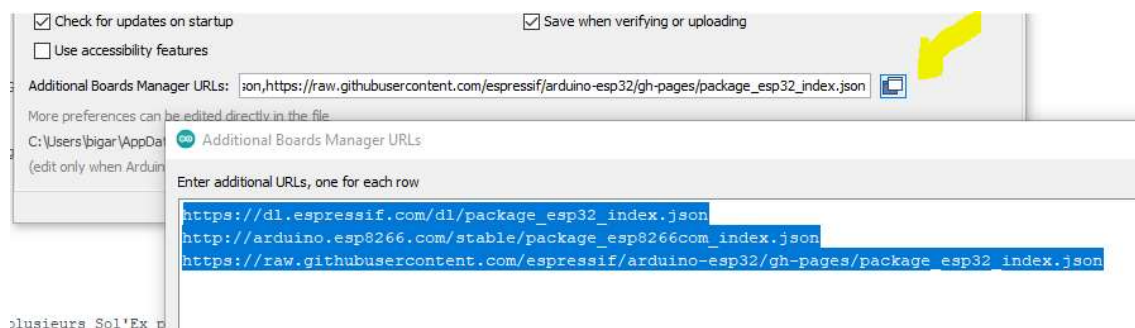 Check for updates on startup
Save when verifying or uploading
Use accessibility features
Additional Boards Manager URLs: son,https://raw.githubusercontent.com/espressif/arduino-esp32/gh-pages/package_esp32_index.json
More preferences can be edited directly in the file
C:\Users\bigar\AppDat
(edit only when Arduin
Additional Boards Manager URLs
Enter additional URLs, one for each row
https://dl.espressif.com/dl/package_esp32_index.json
http://arduino.esp8266.com/stable/package_esp8266com_index.json
https://raw.githubusercontent.com/espressif/arduino-esp32/gh-pages/package_esp32_index.json
plusieurs Sol'Ex p